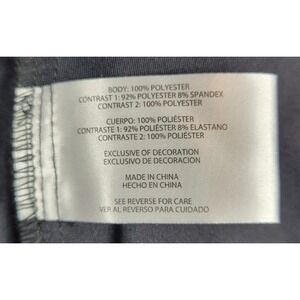 BODY: 100% POLYESTER
CONTRAST 1: 92% POLYESTER 8% SPANDEX
CONTRAST 2: 100% POLYESTER
CUERPO: 100% POLIÉSTER
CONTRASTE 1: 92% POLIÉSTER 8% ELASTANO
CONTRASTE 2: 100% POLIÉSTER
EXCLUSIVE OF DECORATION
EXCLUSIVO DE DECORACION
MADE IN CHINA
HECHO EN CHINA
SEE REVERSE FOR CARE
VER AL REVERSO PARA CUIDADO